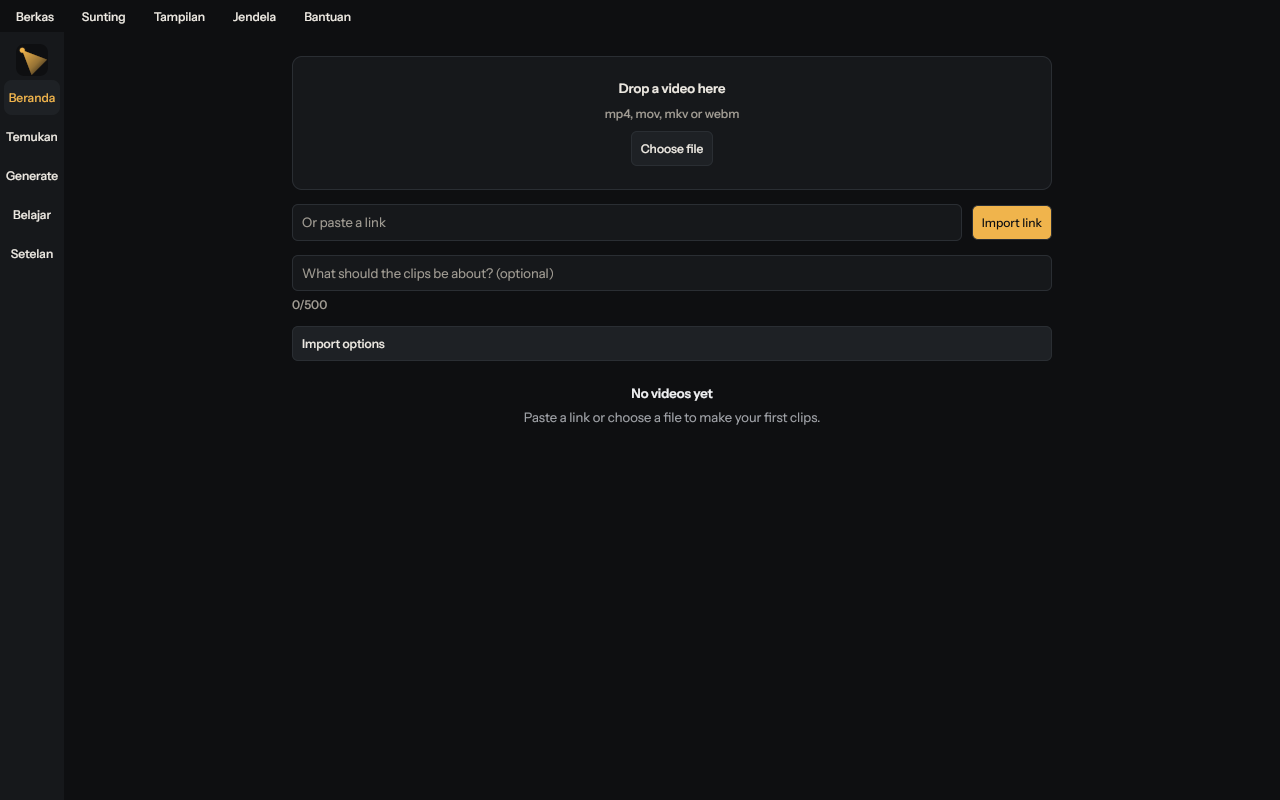 Berkas Sunting Tampilan Jendela Bantuan
Beranda
Temukan
Generate
Belajar
Setelan
Drop a video here
mp4, mov, mkv or webm
Choose file
Or paste a link
Import link
What should the clips be about? (optional)
0/500
Import options
No videos yet
Paste a link or choose a file to make your first clips.